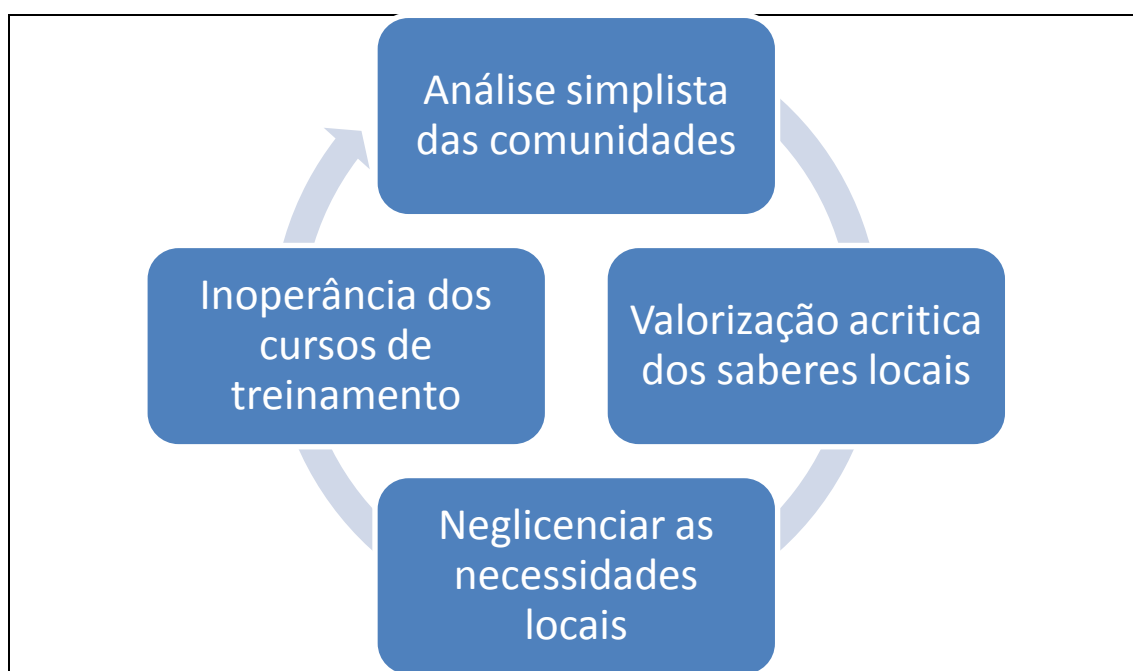 Análise simplista
das comunidades
Valorização acritica
dos saberes locais
Neglicenciar as
necessidades
locais
Inoperância dos
cursos de
treinamento